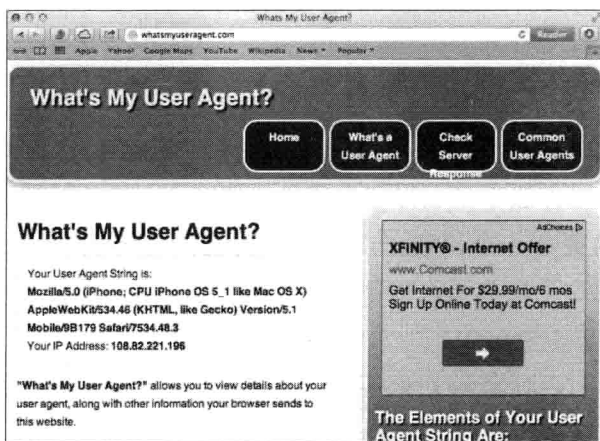 Whats My User Agent?
whatsmyuseragent.com
Reader
Apple Yahoo! Google Maps YouTube Wikipedia News Popular
What's My User Agent?
Home
What's a
User Agent
Check
Server
Response
Common
User Agents
What's My User Agent?
Your User Agent String is:
Mozilla/5.0 (iPhone; CPU iPhone OS 5_1 like Mac OS X)
AppleWebKit/534.46 (KHTML, like Gecko) Version/5.1
Mobile/9B179 Safari/7534.48.3
Your IP Address: 108.82.221.196
"What's My User Agent?" allows you to view details about your
user agent, along with other information your browser sends to
this website.
AdChoices
XFINITY® - Internet Offer
www.Comcast.com
Get Internet For $29.99/mo/6 mos
Sign Up Online Today at Comcast!
The Elements of Your User
Agent String Are: